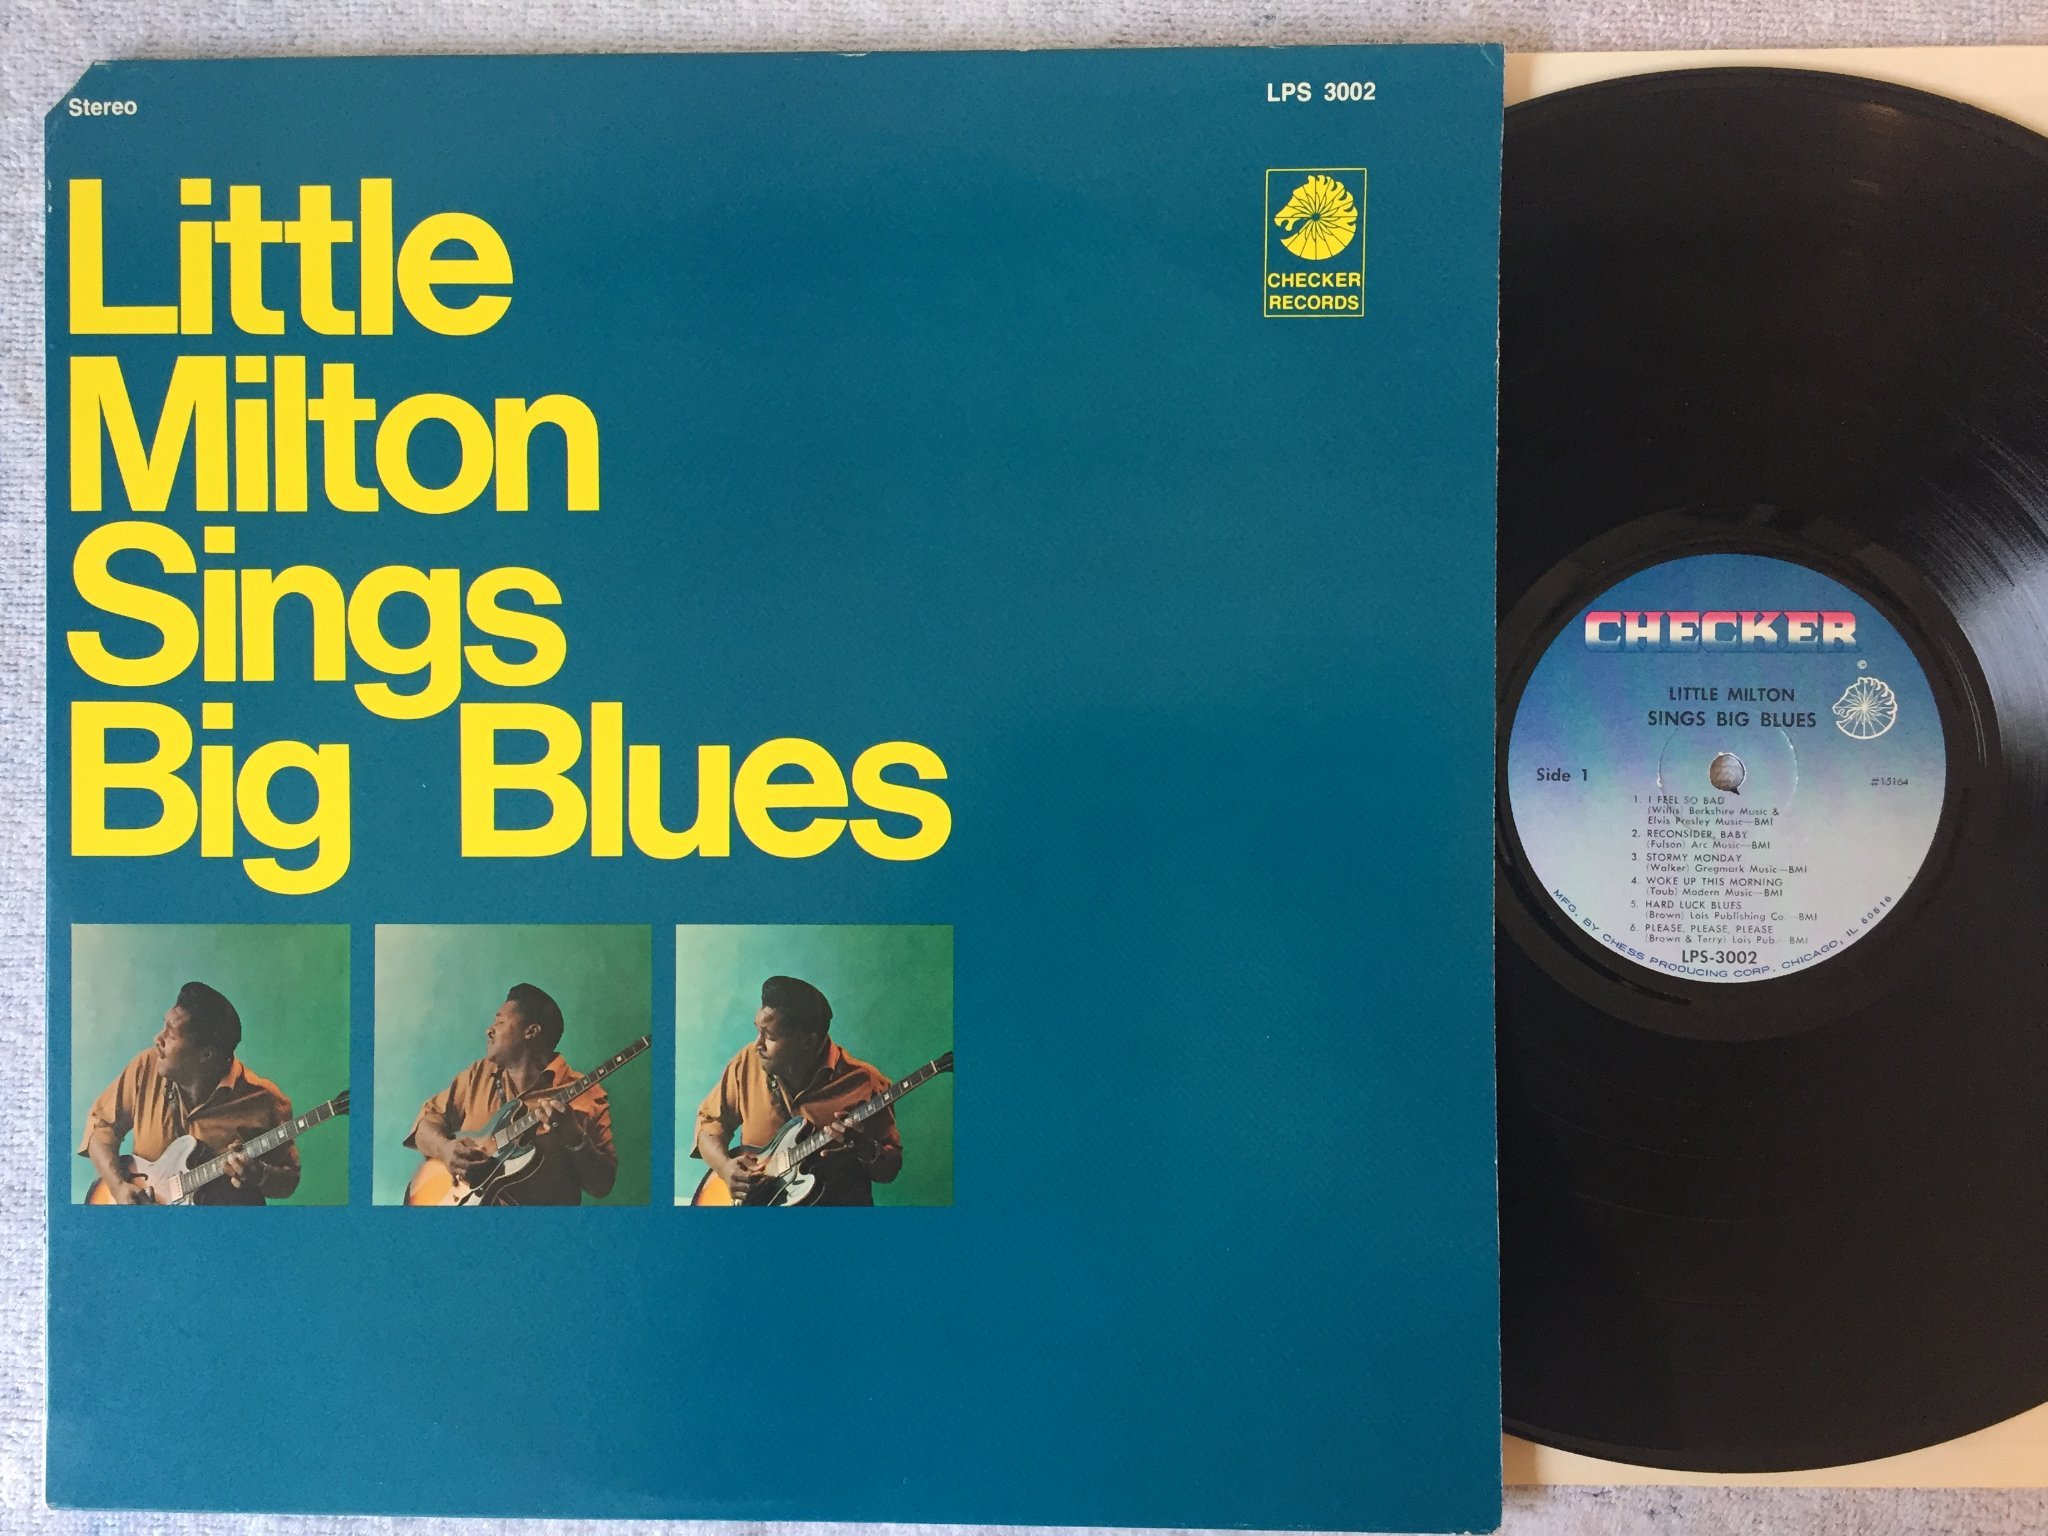 Stereo
LPS 3002
Little
Milton
Sings
Big Blues
CHECKER
RECORDS
CHECKER
©
LITTLE MILTON
SINGS BIG BLUES
Side 1
#15164
1. I FEEL SO BAD
(Willis) Berkshire Music &
Elvis Presley Music—BMI
2. RECONSIDER, BABY
(Fulson) Arc Music—BMI
3. STORMY MONDAY
(Walker) Gregmark Music—BMI
4. WOKE UP THIS MORNING
(Taub) Modern Music—BMI
5. HARD LUCK BLUES
(Brown) Lois Publishing Co.—BMI
6. PLEASE, PLEASE, PLEASE
(Brown & Terry) Lois Pub.—BMI
LPS-3002
MFG. BY CHESS PRODUCING CORP. CHICAGO, IL 60616